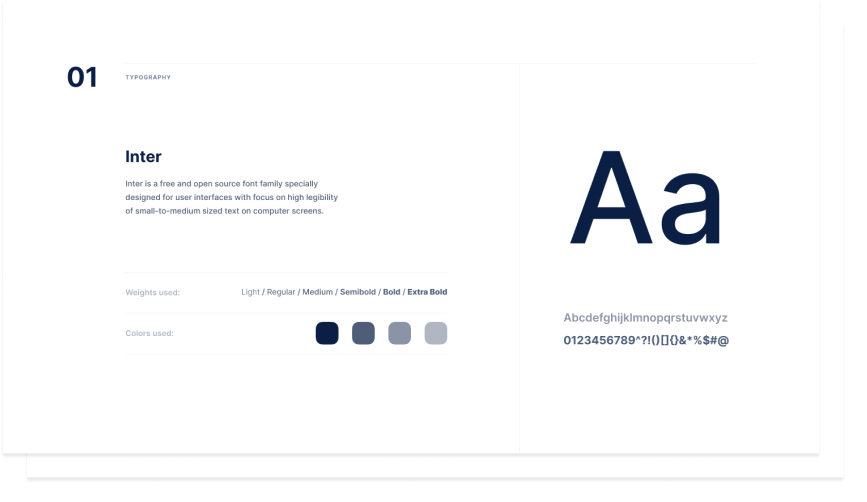 01
TYPOGRAPHY
Inter
Inter is a free and open source font family specially
designed for user interfaces with focus on high legibility
of small-to-medium sized text on computer screens.
Weights used: Light / Regular / Medium / Semibold / Bold / Extra Bold
Colors used:
Aa
Abcdefghijklmnopqrstuvwxyz
0123456789^?!()[]{}&*%$#@